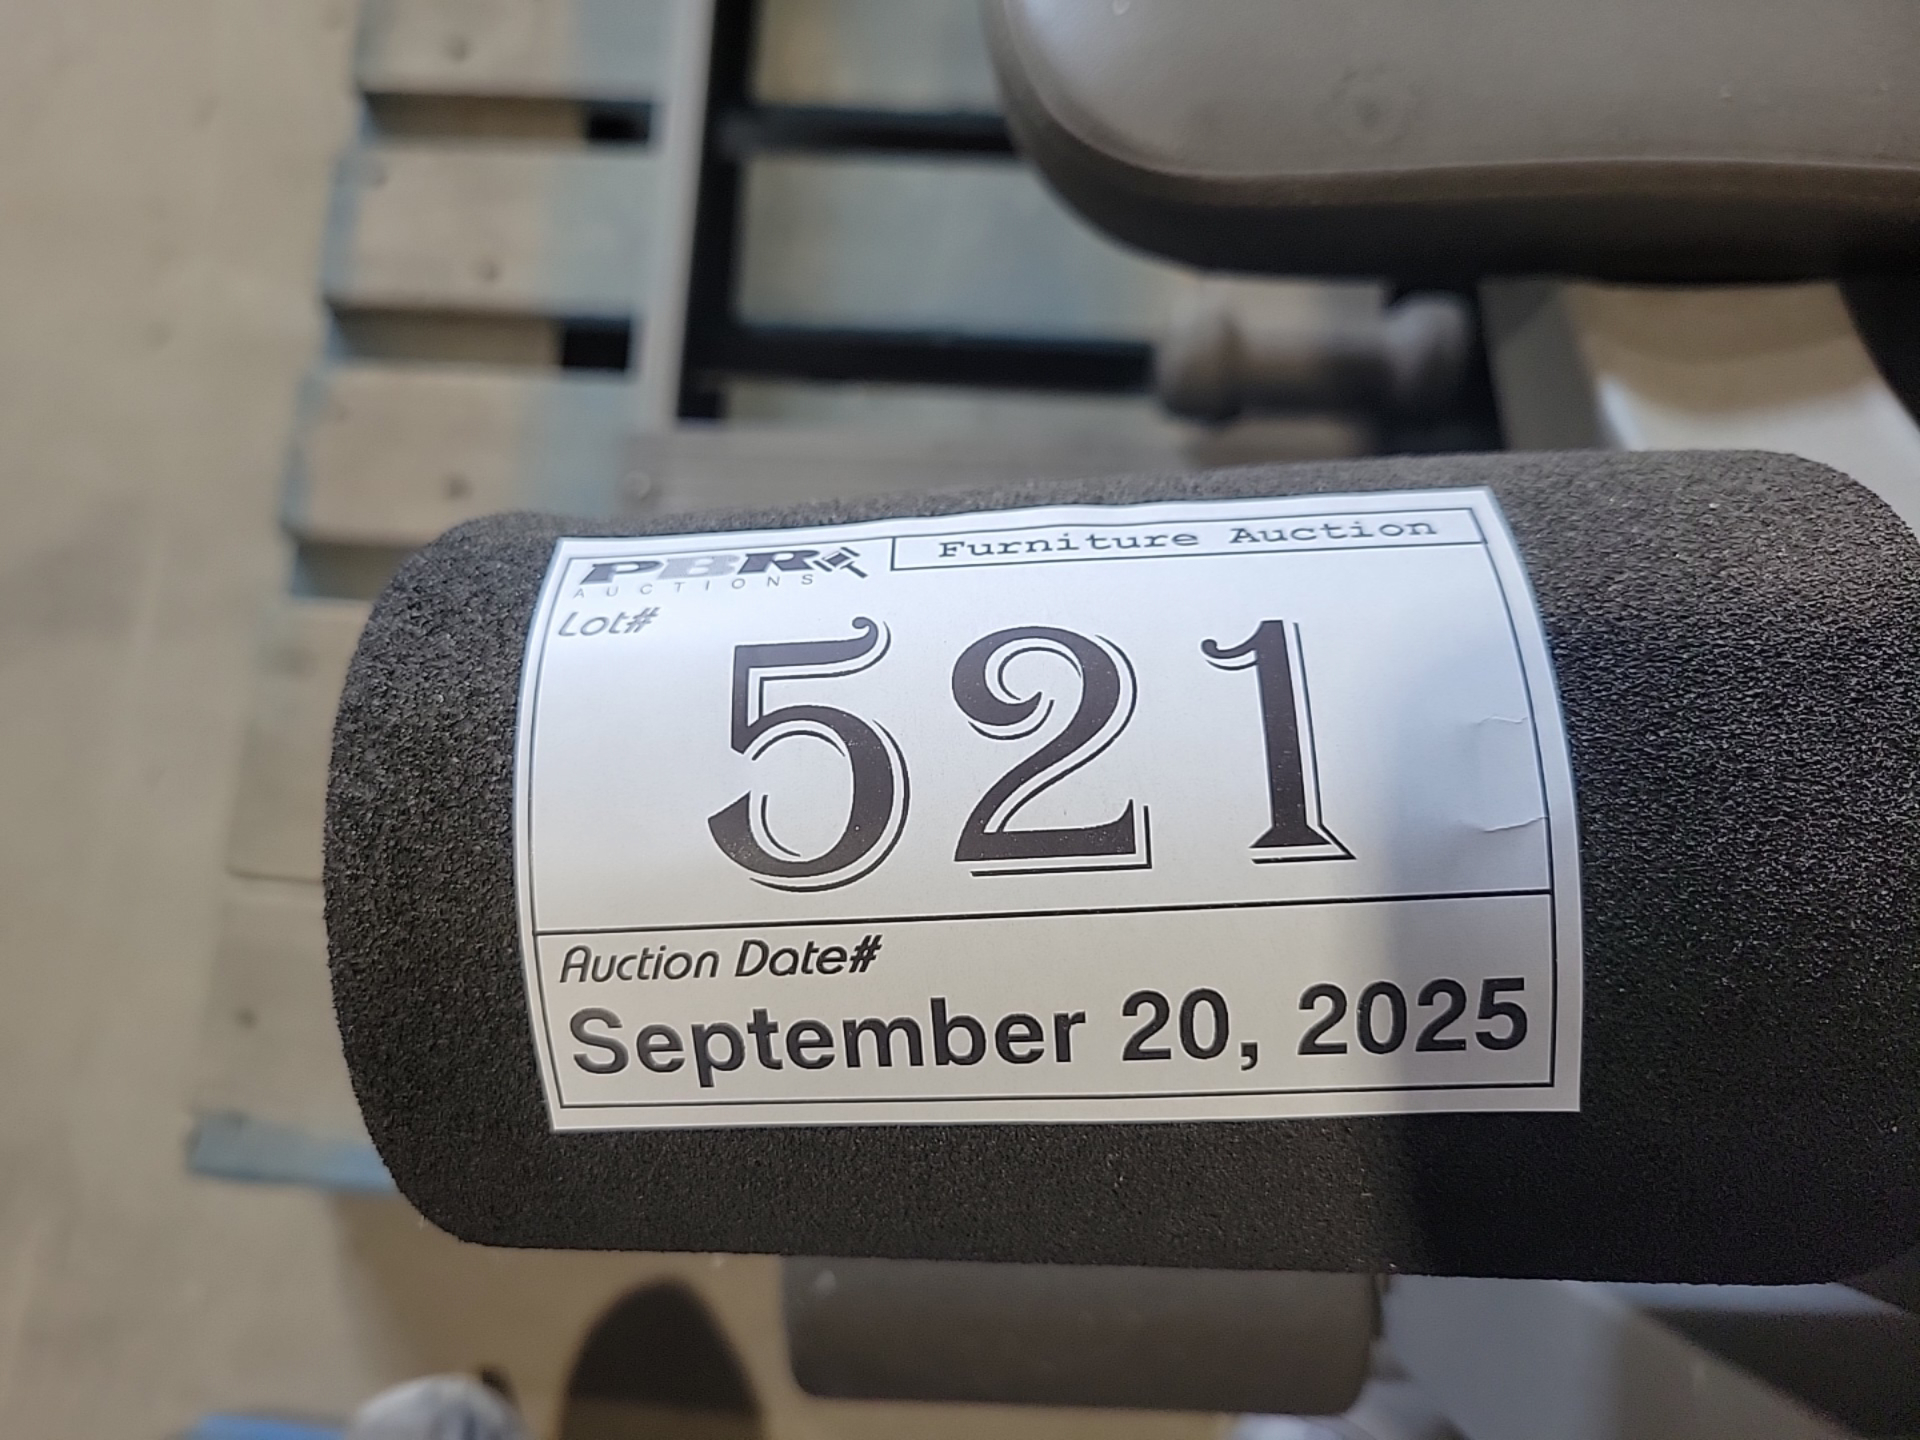 PBR
AUCTIONS
Furniture Auction
Lot#
521
Auction Date#
September 20, 2025